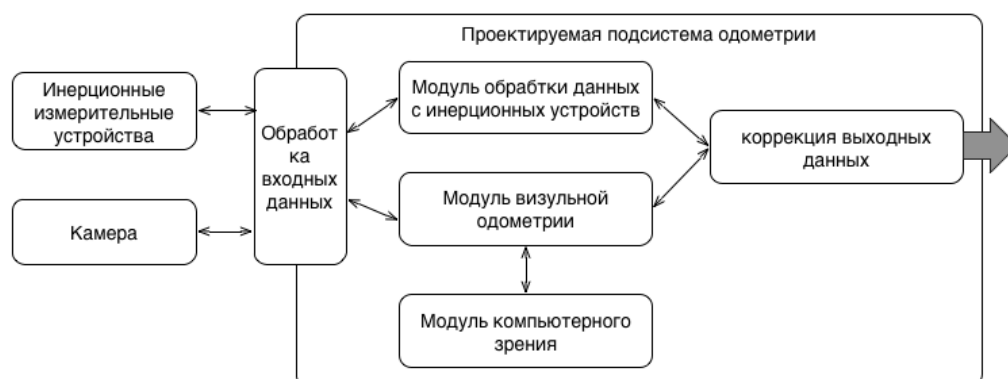 Проектируемая подсистема одометрии
Инерционные
измерительные
устройства
Камера
Обработ
ка
входных
данных
Модуль обрабтки данных
с инерционных устройств
Модуль визульной
одометрии
Модуль компьютерного
зрения
коррекция выходных
данных